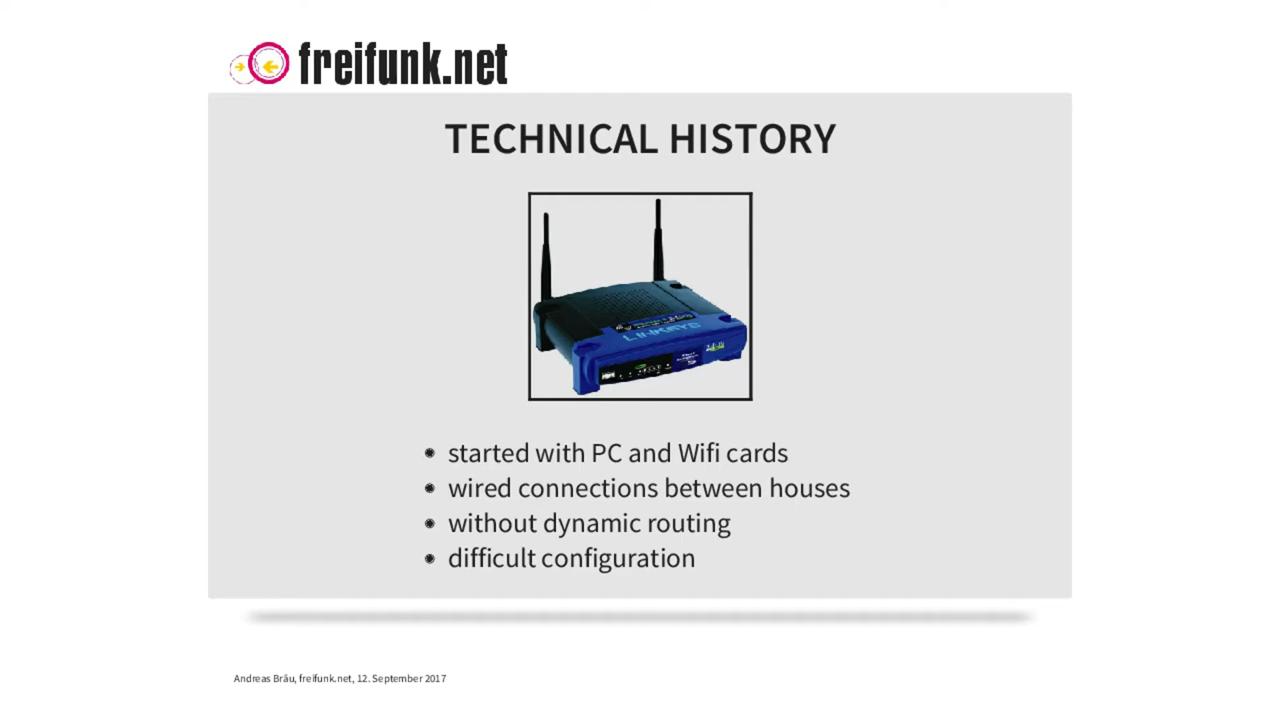 freifunk.net
TECHNICAL HISTORY
LINKSYS
started with PC and Wifi cards
wired connections between houses
without dynamic routing
difficult configuration
Andreas Bräu, freifunk.net, 12. September 2017